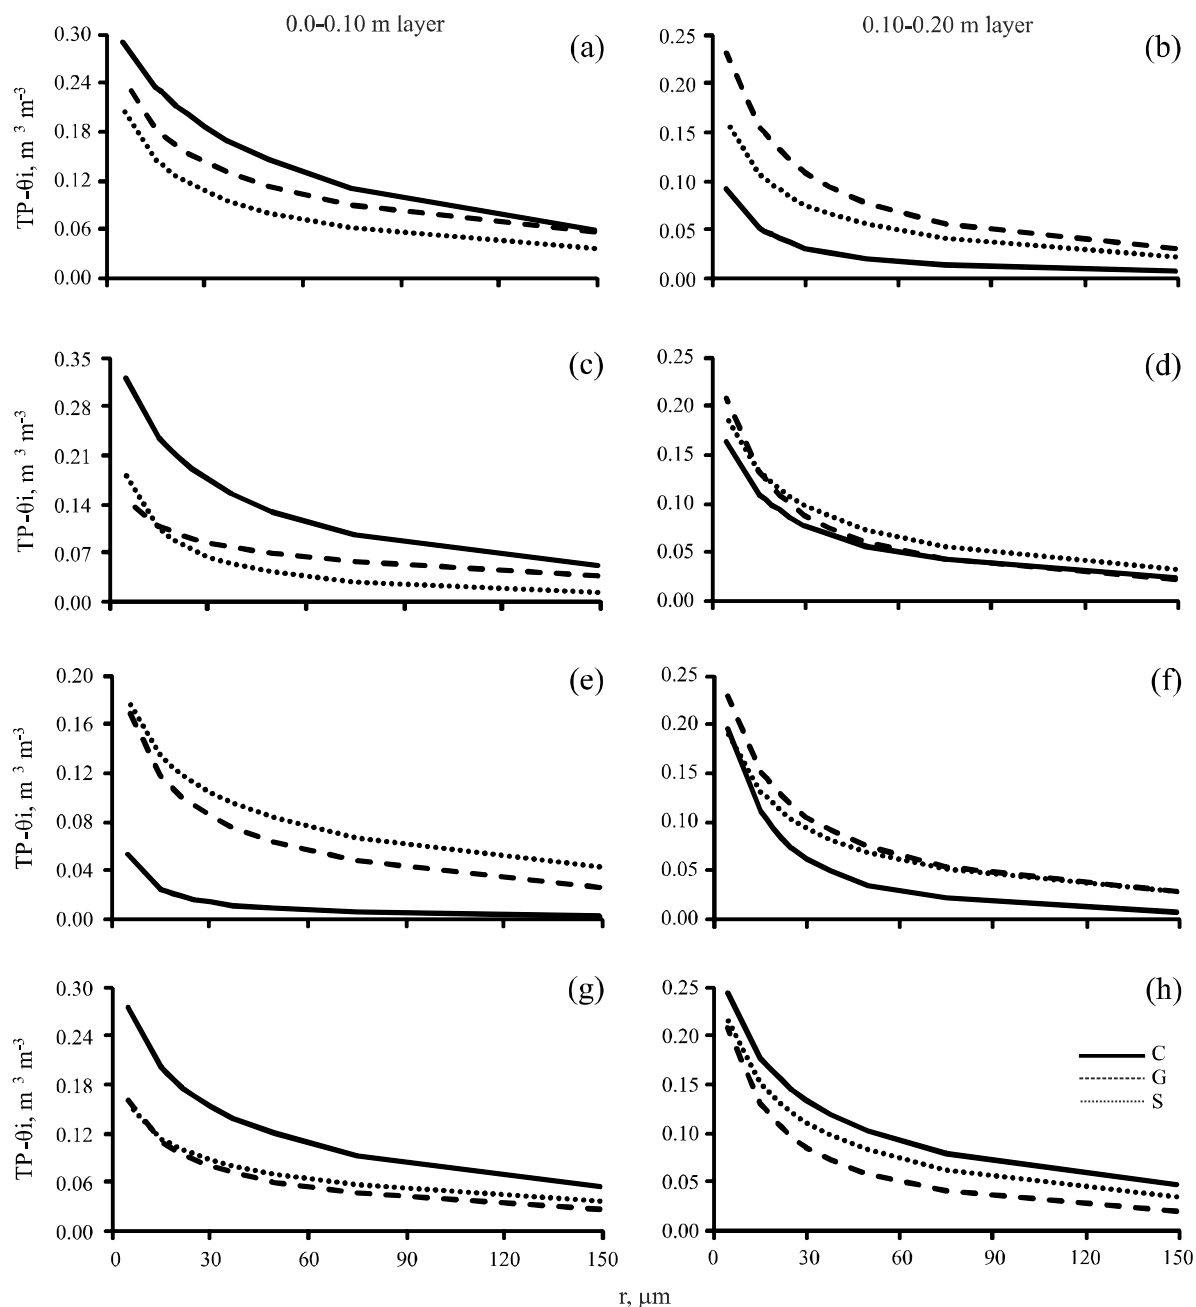 0.0-0.10 m layer
0.10-0.20 m layer
(a)
TP-θi, m ³ m⁻³
0.30
0.24
0.18
0.12
0.06
0.00
(b)
0.25
0.20
0.15
0.10
0.05
0.00
(c)
TP-θi, m ³ m⁻³
0.35
0.28
0.21
0.14
0.07
0.00
(d)
0.25
0.20
0.15
0.10
0.05
0.00
(e)
TP-θi, m ³ m⁻³
0.20
0.16
0.12
0.08
0.04
0.00
(f)
0.25
0.20
0.15
0.10
0.05
0.00
(g)
TP-θi, m ³ m⁻³
0.30
0.24
0.18
0.12
0.06
0.00
0 30 60 90 120 150
(h)
0.25
0.20
0.15
0.10
0.05
0.00
C
G
S
0 30 60 90 120 150
r, μm